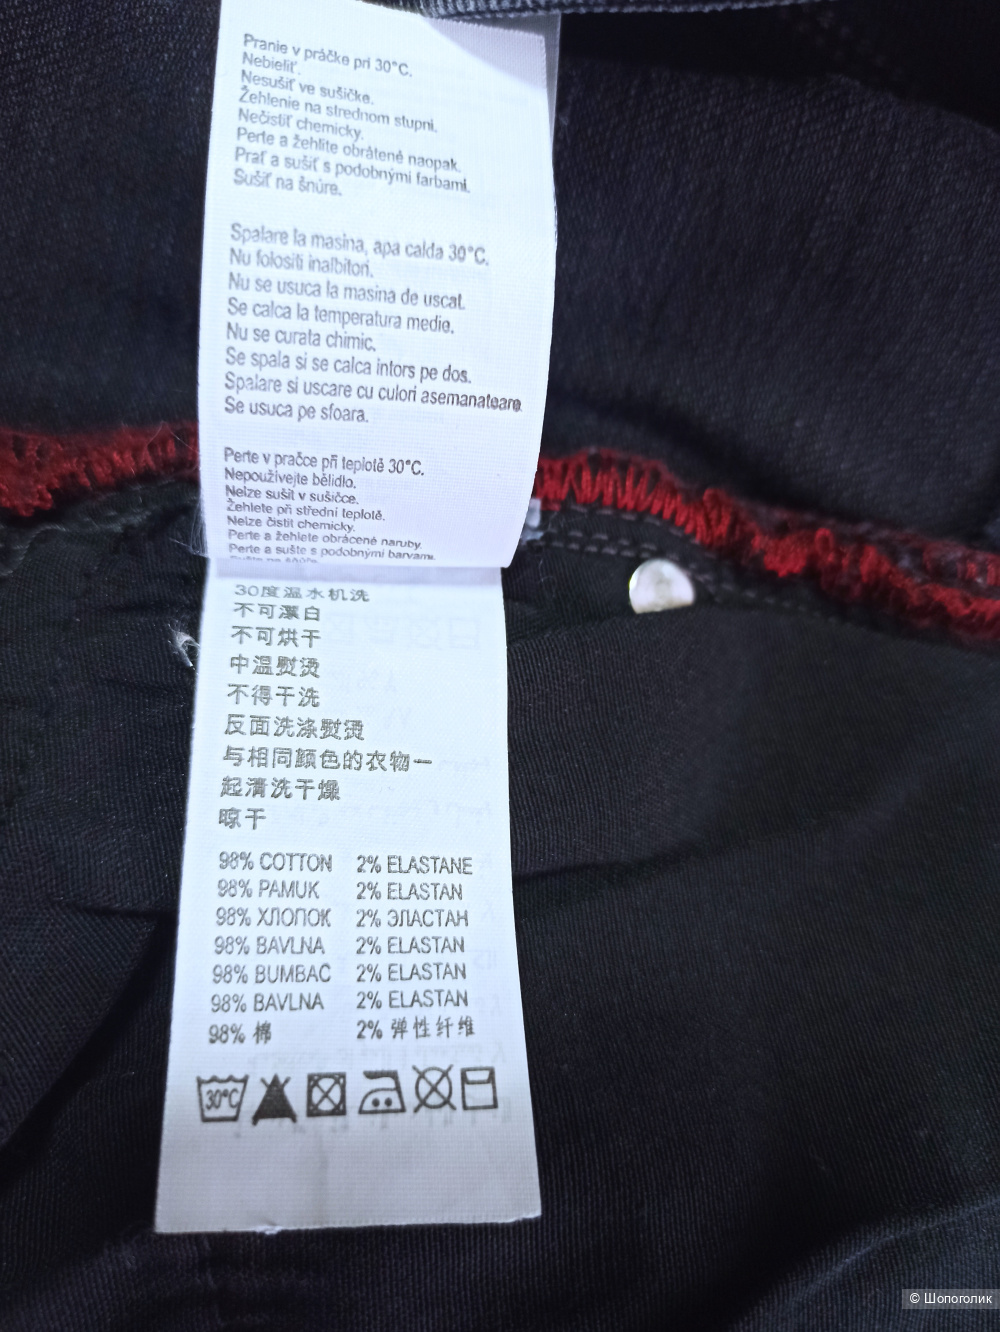 Pranie v práčke pri 30°C.
Nebieliť.
Nesušiť ve sušičke.
Žehlenie na strednom stupni.
Nečistiť chemicky.
Perte a žehlite obrátené naopak.
Prať a sušiť s podobnými farbami.
Sušiť na šnúre.
Spalare la masina, apa calda 30°C.
Nu folositi inalbitori.
Nu se usuca la masina de uscat.
Se calca la temperatura medie.
Nu se curata chimic.
Se spala si se calca intors pe dos.
Spalare si uscare cu culori asemanatoare.
Se usuca pe sfoara.
Perte v pračce při teplotě 30°C.
Nepoužívejte bělidlo.
Nelze sušit v sušičce.
Žehlete při střední teplotě.
Nelze čistit chemicky.
Perte a žehlete obrácené naruby.
Perte a sušte s podobnými barvami.
30度温水机洗
不可漂白
不可烘干
中温熨烫
不得干洗
反面洗涤熨烫
与相同颜色的衣物一
起清洗干燥
晾干
98% COTTON 2% ELASTANE
98% PAMUK 2% ELASTAN
98% ХЛОПОК 2% ЭЛАСТАН
98% BAVLNA 2% ELASTAN
98% BUMBAC 2% ELASTAN
98% BAVLNA 2% ELASTAN
98% 棉 2% 弹性纤维
30°C
© Шопоголик